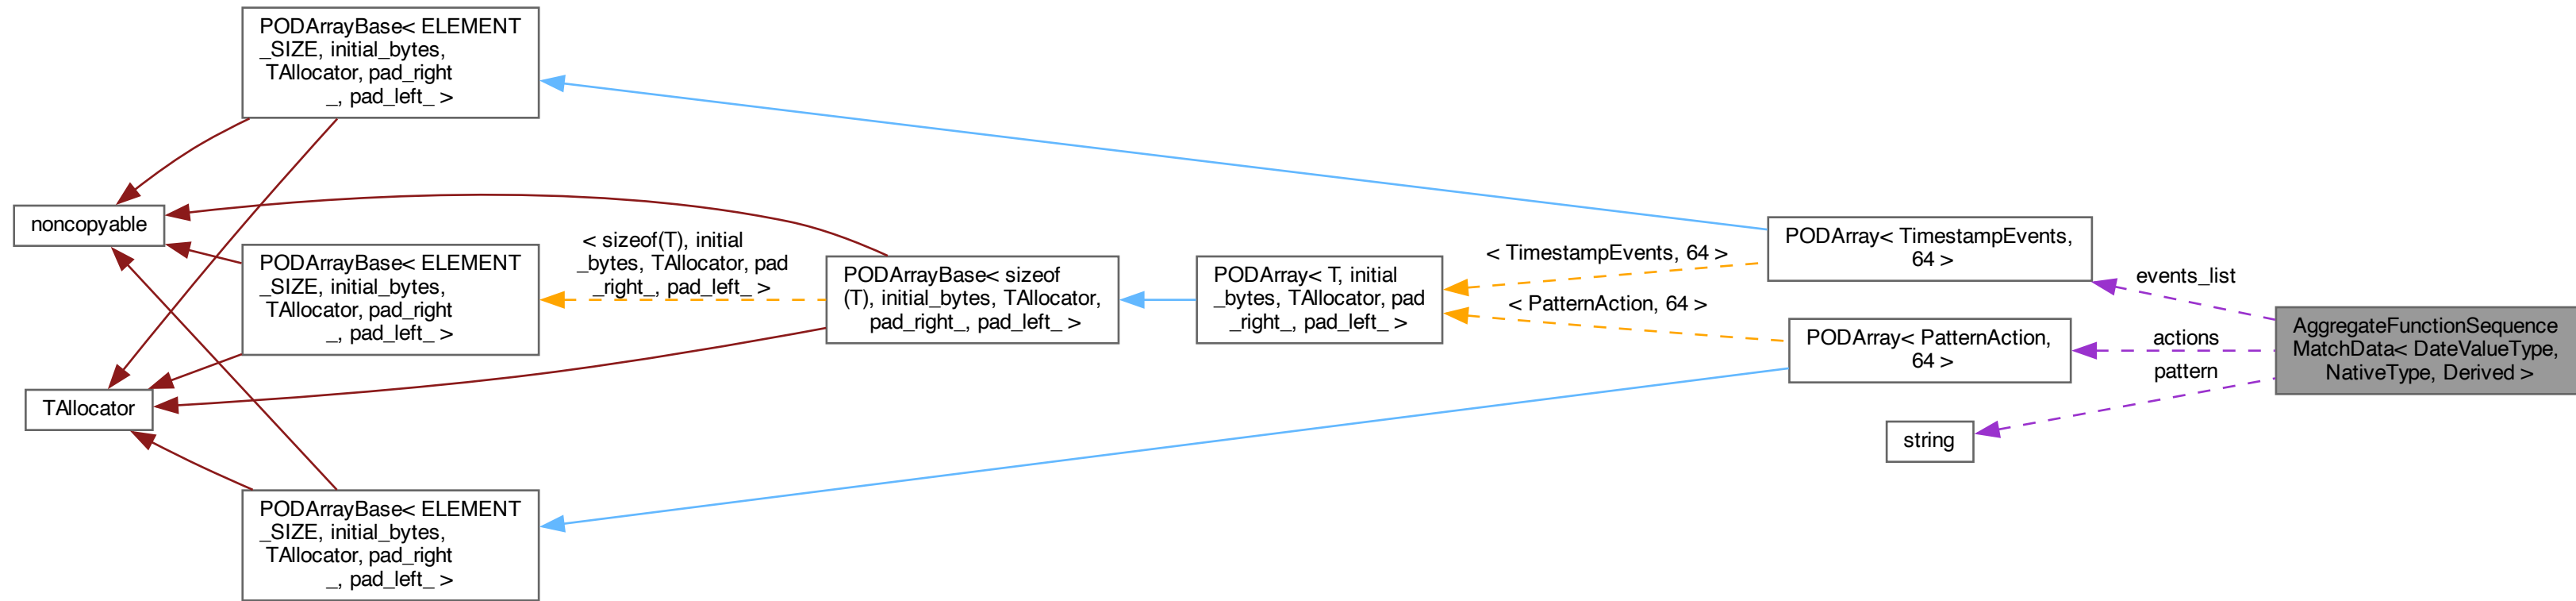 PODArrayBase< ELEMENT
_SIZE, initial_bytes,
TAllocator, pad_right
_, pad_left_ >
noncopyable
PODArrayBase< ELEMENT
_SIZE, initial_bytes,
TAllocator, pad_right
_, pad_left_ >
TAllocator
PODArrayBase< ELEMENT
_SIZE, initial_bytes,
TAllocator, pad_right
_, pad_left_ >
< sizeof(T), initial
_bytes, TAllocator, pad
_right_, pad_left_ >
PODArrayBase< sizeof
(T), initial_bytes, TAllocator,
pad_right_, pad_left_ >
PODArray< T, initial
_bytes, TAllocator, pad
_right_, pad_left_ >
< TimestampEvents, 64 >
< PatternAction, 64 >
PODArray< TimestampEvents,
64 >
PODArray< PatternAction,
64 >
string
events_list
actions
pattern
AggregateFunctionSequence
MatchData< DateValueType,
NativeType, Derived >